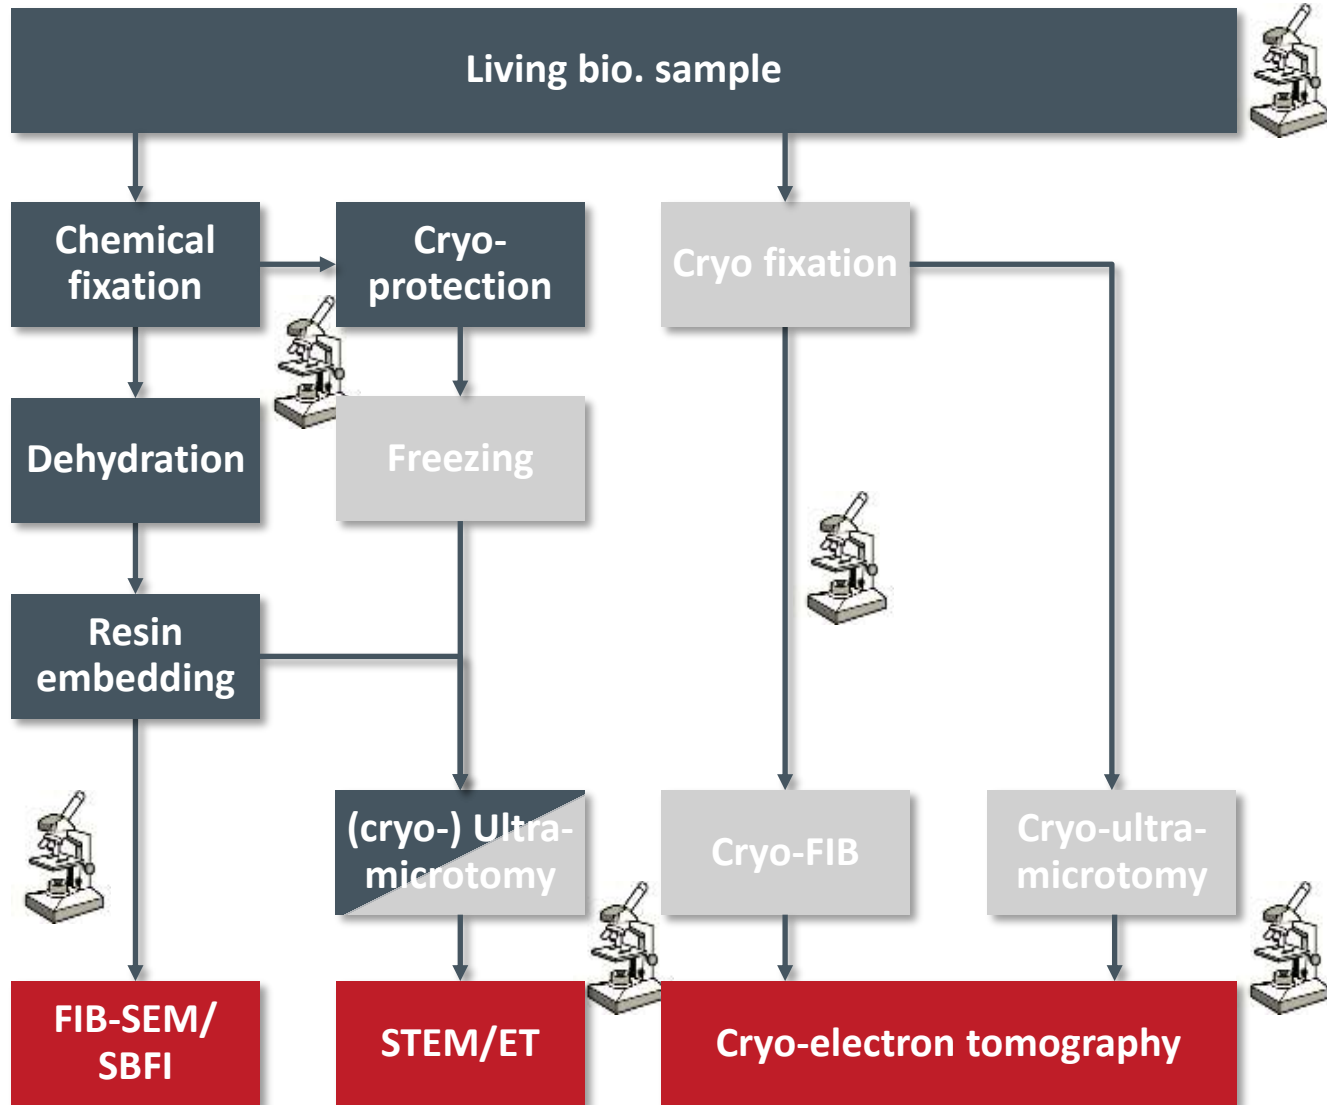 Living bio. sample
Chemical
fixation
Cryo-
protection
Cryo fixation
Dehydration
Freezing
Resin
embedding
(cryo-) Ultra-
microtomy
Cryo-FIB
Cryo-ultra-
microtomy
FIB-SEM/
SBFI
STEM/ET
Cryo-electron tomography